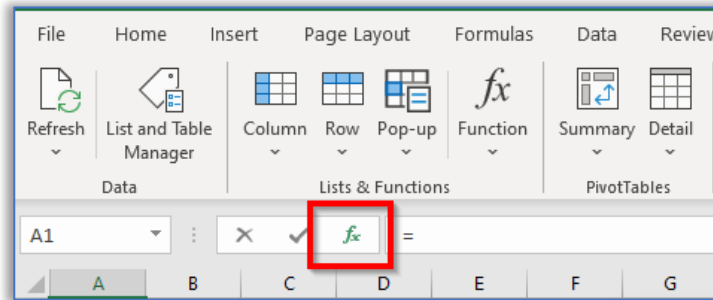 File Home Insert Page Layout Formulas Data Review
fx
Refresh List and Table Manager Column Row Pop-up Function Summary Detail
Data Lists & Functions PivotTables
A1 fx =
A B C D E F G